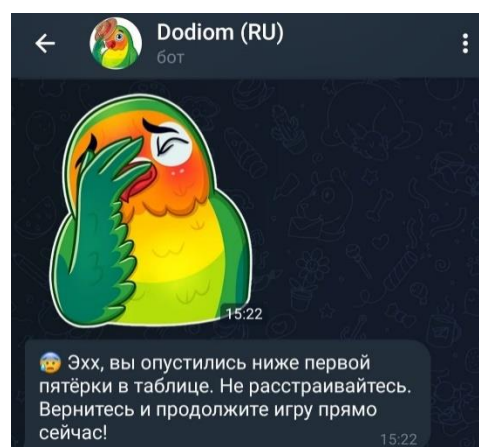 Dodiom (RU)
бот
15:22
😰 Эхх, вы опустились ниже первой
пятёрки в таблице. Не расстраивайтесь.
Вернитесь и продолжите игру прямо
сейчас!
15:22